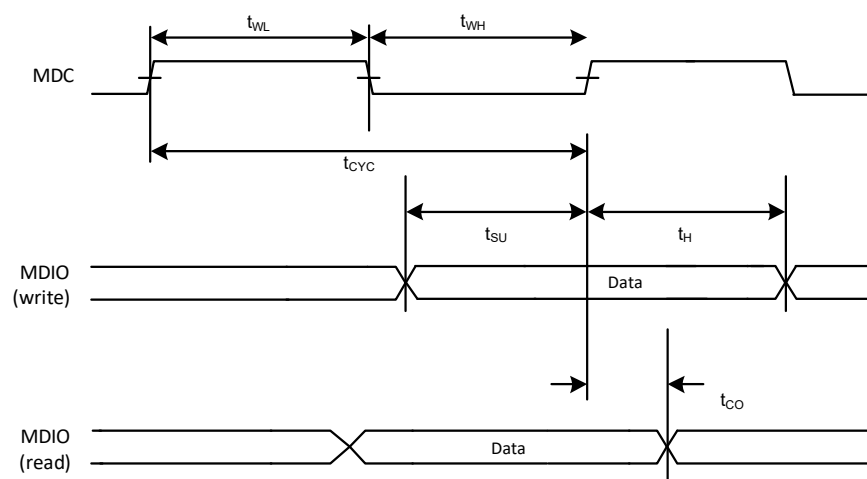 tWL
tWH
MDC
tCYC
tSU
tH
MDIO
(write)
Data
tCO
MDIO
(read)
Data